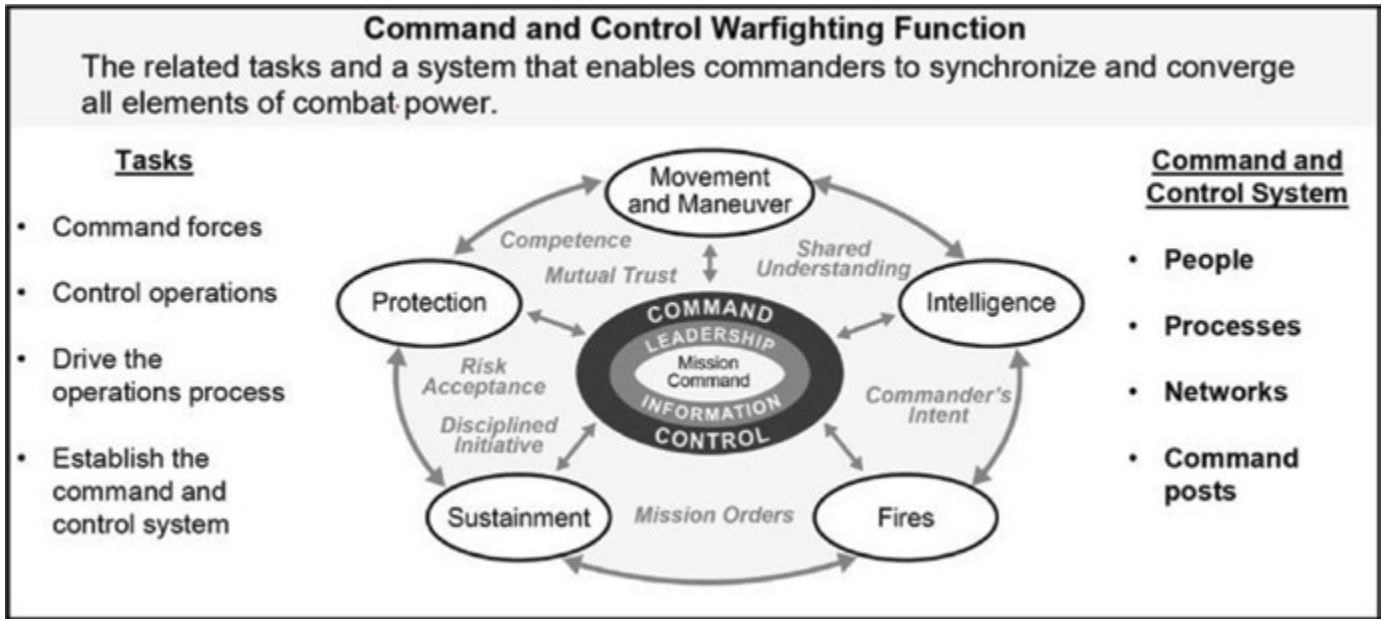 Command and Control Warfighting Function
The related tasks and a system that enables commanders to synchronize and converge
all elements of combat power.
Tasks
• Command forces
• Control operations
• Drive the
operations process
• Establish the
command and
control system
Movement
and Maneuver
Competence
Mutual Trust
Shared
Understanding
Protection
Intelligence
COMMAND
LEADERSHIP
Mission
Command
INFORMATION
CONTROL
Risk
Acceptance
Disciplined
Initiative
Commander's
Intent
Sustainment
Mission Orders
Fires
Command and
Control System
• People
• Processes
• Networks
• Command
posts